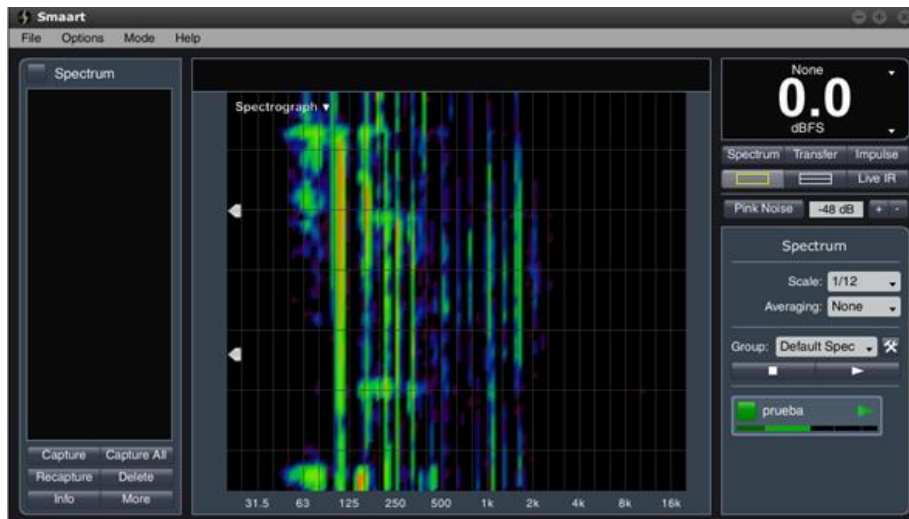 Smaart
File Options Mode Help
Spectrum
Spectrograph ▼
None
0.0
dBFS
Spectrum Transfer Impulse
Live IR
Pink Noise -48 dB + -
Spectrum
Scale: 1/12
Averaging: None
Group: Default Spec
prueba
Capture Capture All
Recapture Delete
Info More
31.5 63 125 250 500 1k 2k 4k 8k 16k